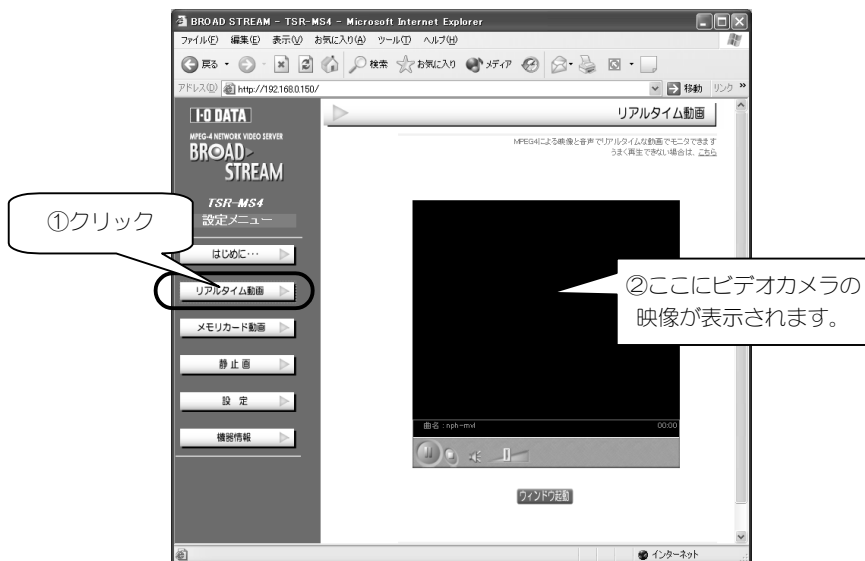 BROAD STREAM - TSR-MS4 - Microsoft Internet Explorer
ファイル(F) 編集(E) 表示(V) お気に入り(A) ツール(T) ヘルプ(H)
戻る 検索 お気に入り メディア
アドレス(D) http://192.168.0.150/ 移動 リンク »
I-O DATA
MPEG-4 NETWORK VIDEO SERVER
BROAD
STREAM
TSR-MS4
設定メニュー
はじめに…
リアルタイム動画
メモリカード動画
静止画
設 定
機器情報
リアルタイム動画
MPEG4による映像と音声でリアルタイムな動画でモニタできます
うまく再生できない場合は、こちら
曲名 : nph-mvl 00:00
ウィンドウ起動
①クリック
②ここにビデオカメラの
映像が表示されます。
インターネット